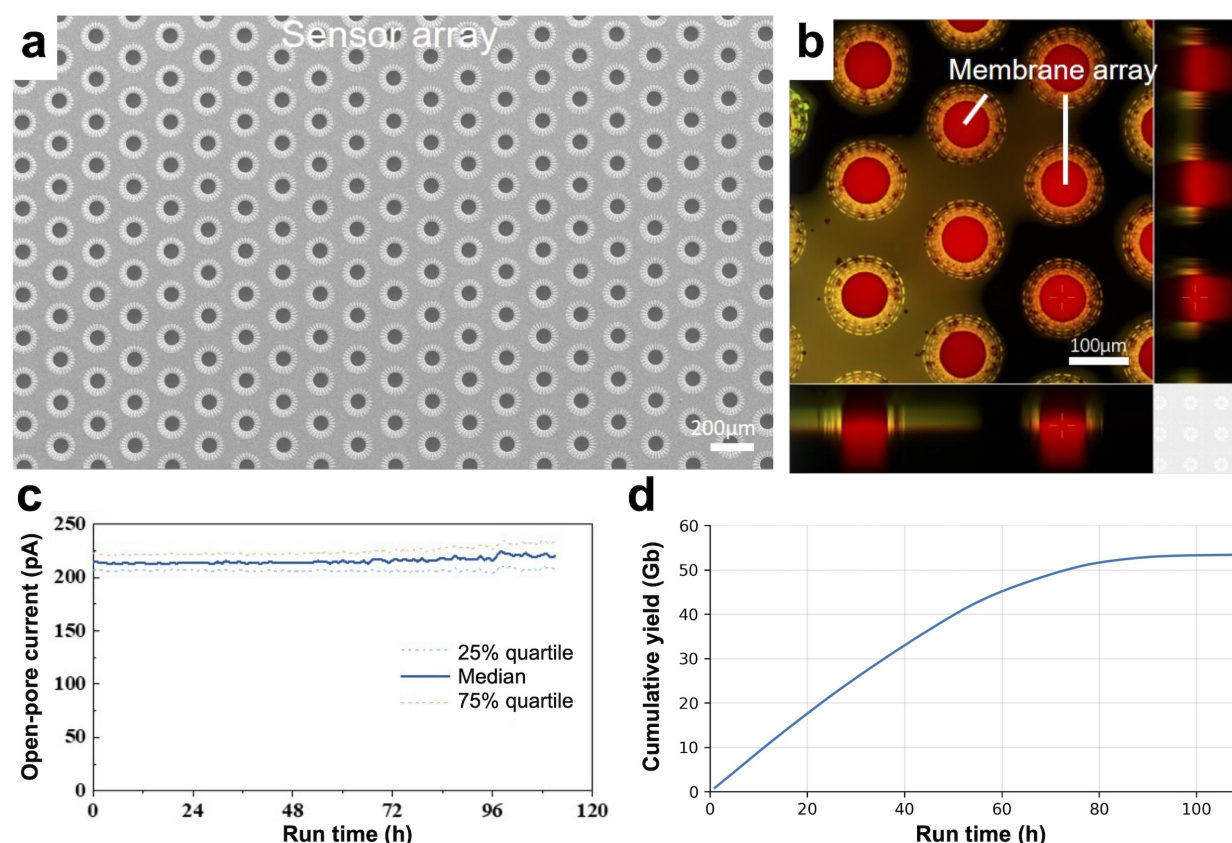 a
Sensor array
200μm
b
Membrane array
100μm
c
Open-pore current (pA)
250
200
150
100
50
0
25% quartile
Median
75% quartile
0 24 48 72 96 120
Run time (h)
d
Cumulative yield (Gb)
60
50
40
30
20
10
0
0 20 40 60 80 100
Run time (h)